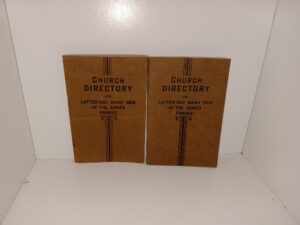 CHURCH
DIRECTORY
FOR
LATTER-DAY SAINT MEN
IN THE ARMED
FORCES
CHURCH
DIRECTORY
FOR
LATTER-DAY SAINT MEN
IN THE ARMED
FORCES